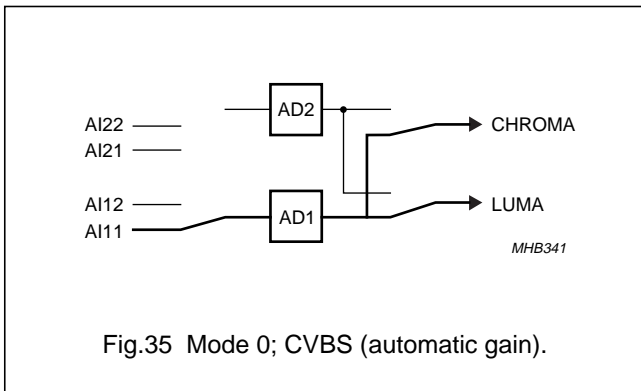 AD2
AI22
CHROMA
AI21
AI12
LUMA
AD1
AI11
MHB341
Fig.35 Mode 0; CVBS (automatic gain).